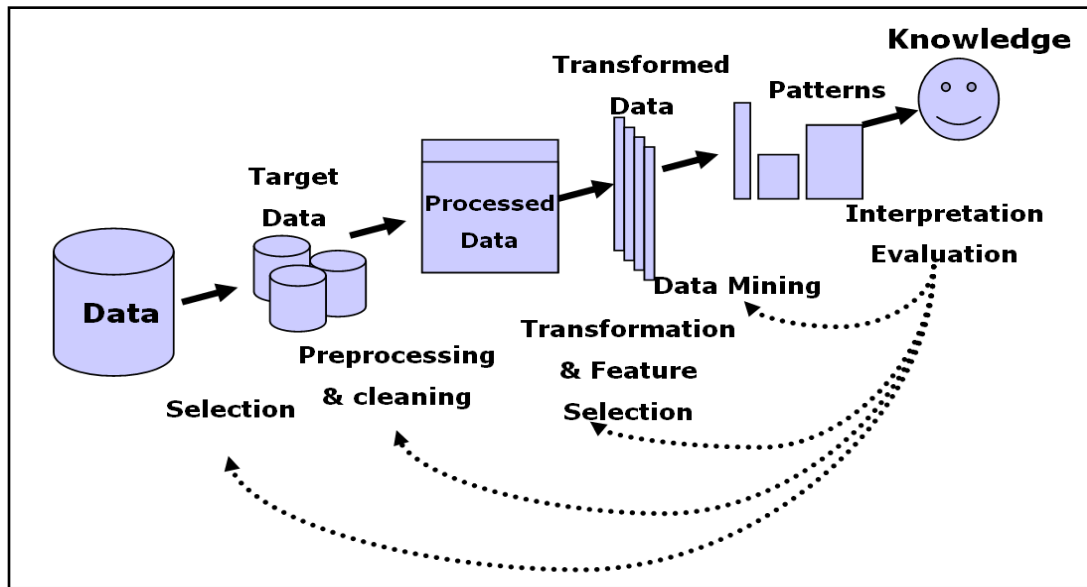 Knowledge
Transformed
Data
Patterns
Target
Data
Processed
Data
Data
Interpretation
Evaluation
Data Mining
Transformation
& Feature
Selection
Preprocessing
& cleaning
Selection